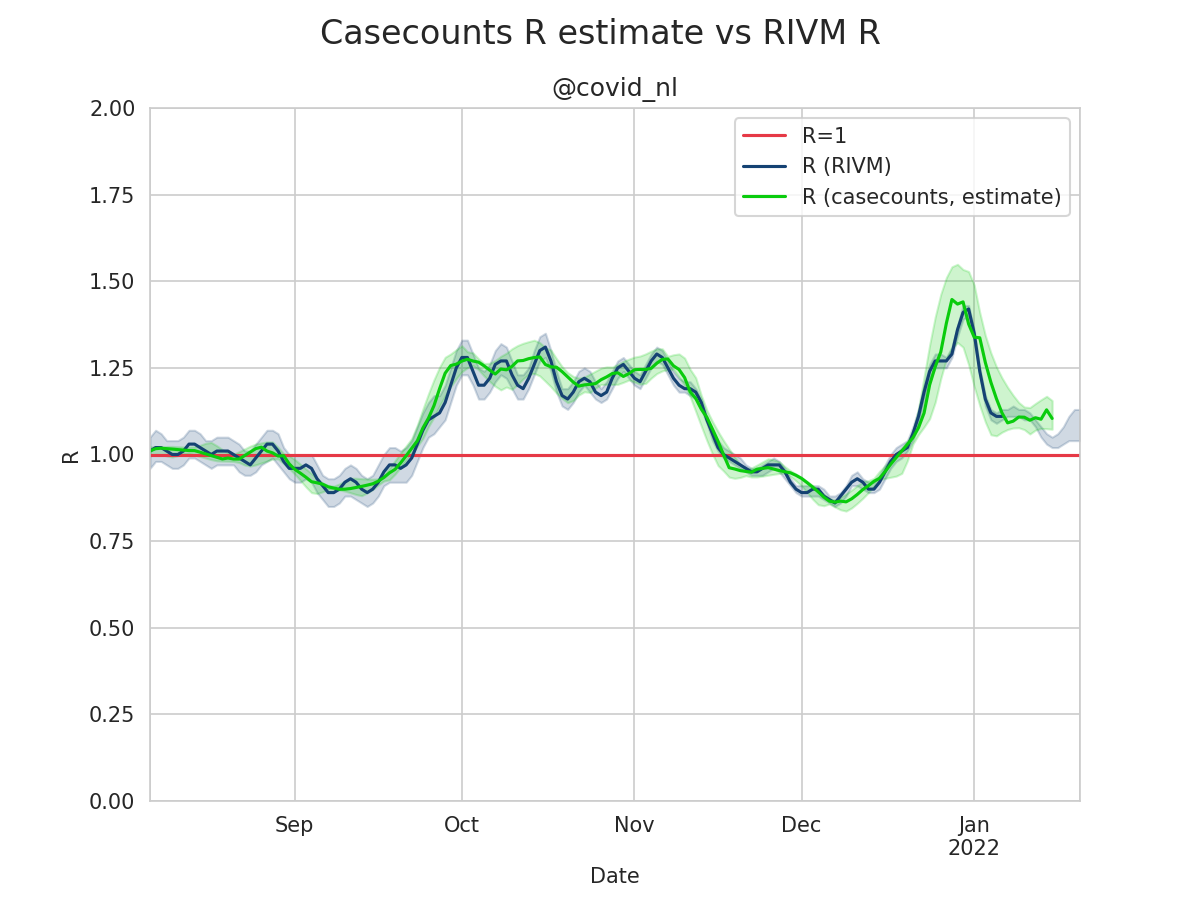 Casecounts R estimate vs RIVM R
@covid_nl
R=1
R (RIVM)
R (casecounts, estimate)
2.00
1.75
1.50
1.25
1.00
0.75
0.50
0.25
0.00
R
Sep Oct Nov Dec Jan
2022
Date